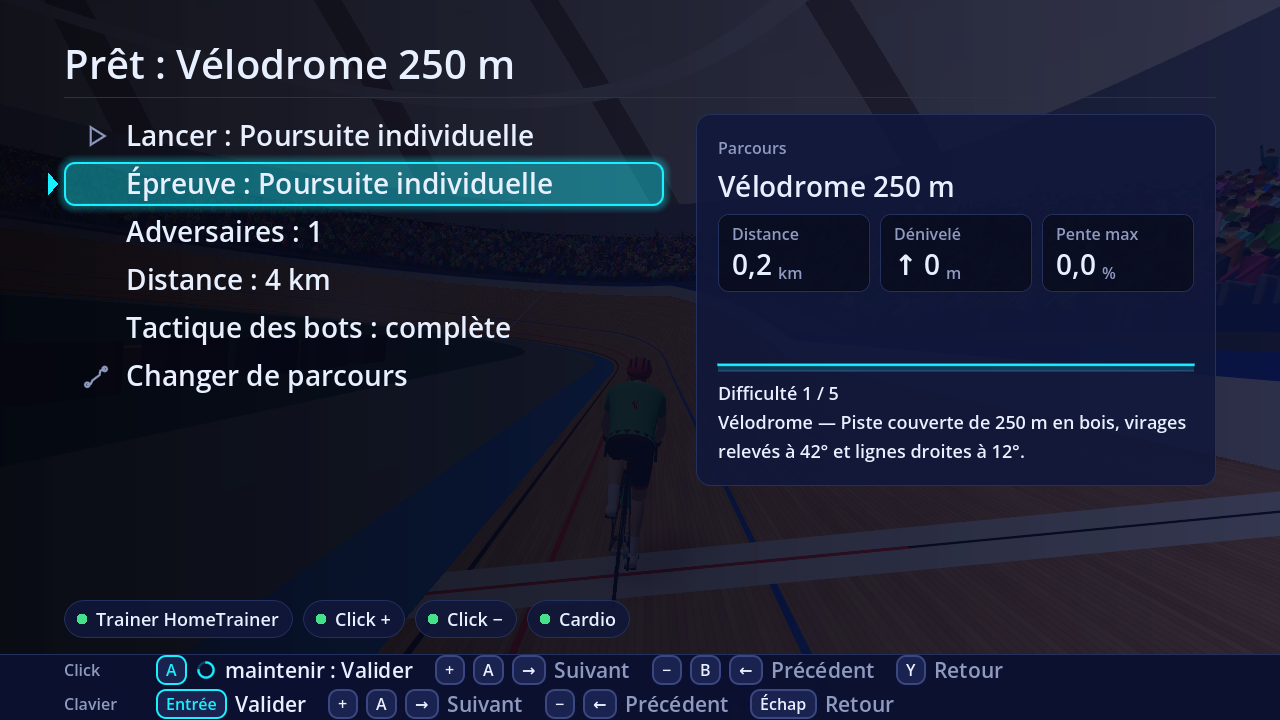 Prêt : Vélodrome 250 m
Lancer : Poursuite individuelle
Épreuve : Poursuite individuelle
Adversaires : 1
Distance : 4 km
Tactique des bots : complète
Changer de parcours
Parcours
Vélodrome 250 m
Distance Dénivelé Pente max
0,2 km ↑ 0 m 0,0 %
Difficulté 1 / 5
Vélodrome — Piste couverte de 250 m en bois, virages
relevés à 42° et lignes droites à 12°.
Trainer HomeTrainer Click + Click − Cardio
Click A maintenir : Valider + A → Suivant − B ← Précédent Y Retour
Clavier Entrée Valider + A → Suivant − ← Précédent Échap Retour